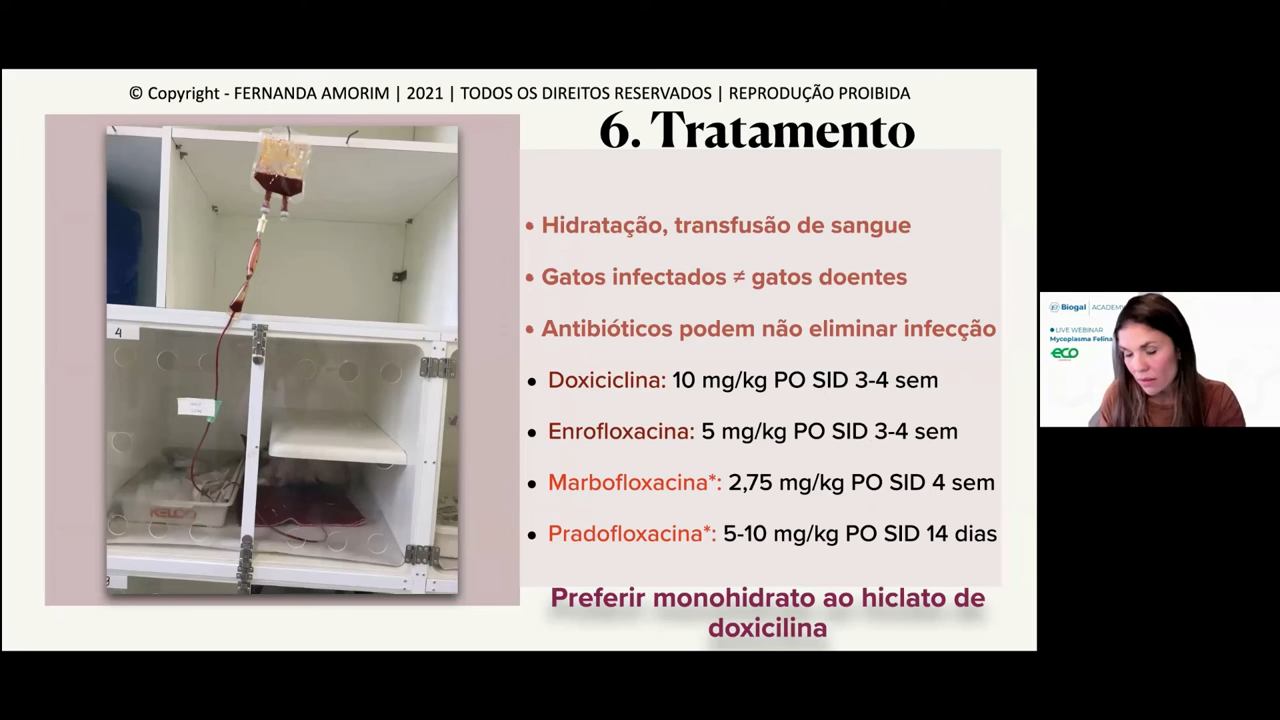 © Copyright - FERNANDA AMORIM | 2021 | TODOS OS DIREITOS RESERVADOS | REPRODUÇÃO PROIBIDA
6. Tratamento
• Hidratação, transfusão de sangue
• Gatos infectados ≠ gatos doentes
• Antibióticos podem não eliminar infecção
• Doxiciclina: 10 mg/kg PO SID 3-4 sem
• Enrofloxacina: 5 mg/kg PO SID 3-4 sem
• Marbofloxacina*: 2,75 mg/kg PO SID 4 sem
• Pradofloxacina*: 5-10 mg/kg PO SID 14 dias
Preferir monohidrato ao hiclato de
doxicilina
4
RELCO
Biogal ACADEMY
LIVE WEBINAR
Mycoplasma Felina
eco